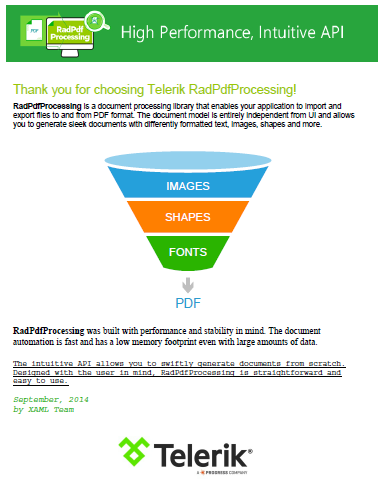 PDF
RadPdf
Processing
High Performance, Intuitive API
Thank you for choosing Telerik RadPdfProcessing!
RadPdfProcessing is a document processing library that enables your application to import and
export files to and from PDF format. The document model is entirely independent from UI and allows
you to generate sleek documents with differently formatted text, images, shapes and more.
IMAGES
SHAPES
FONTS
PDF
RadPdfProcessing was built with performance and stability in mind. The document
automation is fast and has a low memory footprint even with large amounts of data.
The intuitive API allows you to swiftly generate documents from scratch.
Designed with the user in mind, RadPdfProcessing is straightforward and
easy to use.
September, 2014
by XAML Team
Telerik®
A PROGRESS COMPANY